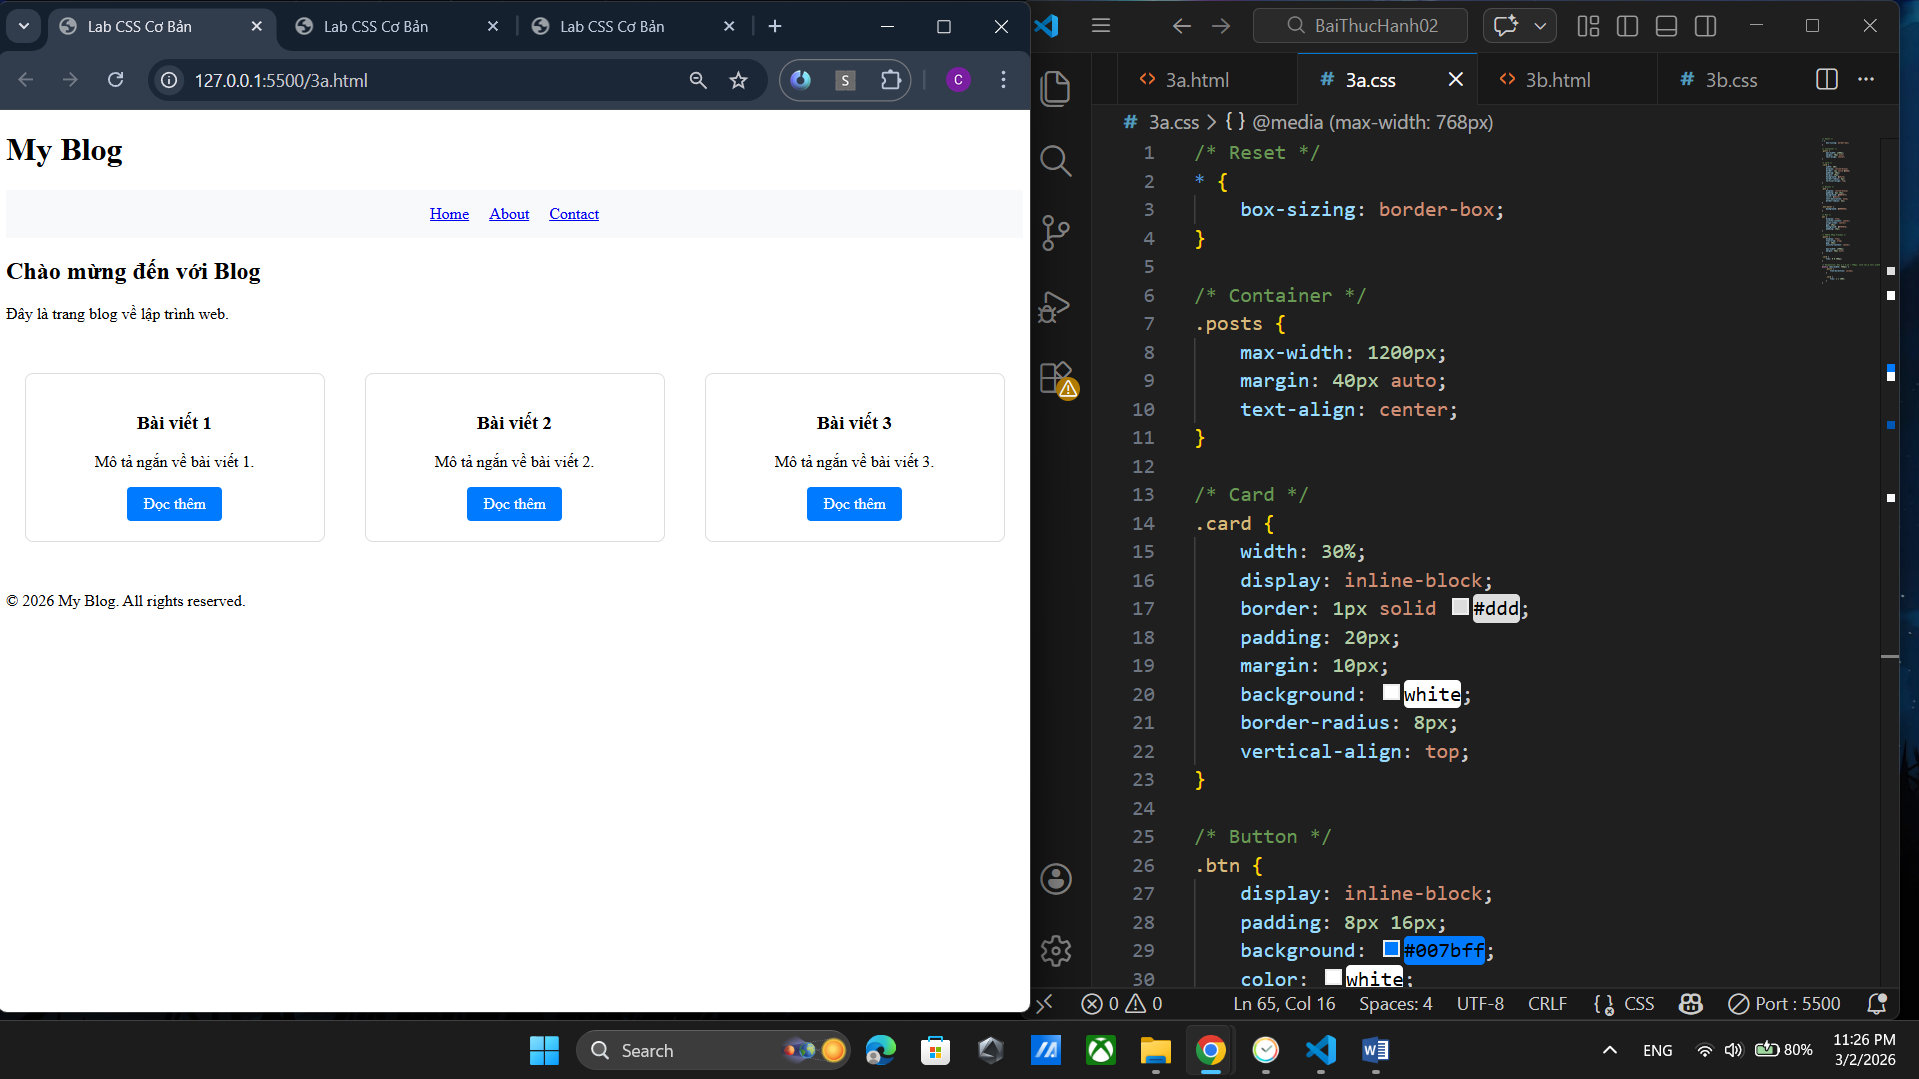 Lab CSS Cơ Bản
Lab CSS Cơ Bản
Lab CSS Cơ Bản
127.0.0.1:5500/3a.html
S
C
My Blog
Home About Contact
Chào mừng đến với Blog
Đây là trang blog về lập trình web.
Bài viết 1
Mô tả ngắn về bài viết 1.
Đọc thêm
Bài viết 2
Mô tả ngắn về bài viết 2.
Đọc thêm
Bài viết 3
Mô tả ngắn về bài viết 3.
Đọc thêm
© 2026 My Blog. All rights reserved.
BaiThucHanh02
<> 3a.html
# 3a.css
<> 3b.html
# 3b.css
# 3a.css > {} @media (max-width: 768px)
1 /* Reset */
2 * {
3 box-sizing: border-box;
4 }
5
6 /* Container */
7 .posts {
8 max-width: 1200px;
9 margin: 40px auto;
10 text-align: center;
11 }
12
13 /* Card */
14 .card {
15 width: 30%;
16 display: inline-block;
17 border: 1px solid #ddd;
18 padding: 20px;
19 margin: 10px;
20 background: white;
21 border-radius: 8px;
22 vertical-align: top;
23 }
24
25 /* Button */
26 .btn {
27 display: inline-block;
28 padding: 8px 16px;
29 background: #007bff;
30 color: white;
0 0 Ln 65, Col 16 Spaces: 4 UTF-8 CRLF {} CSS Port : 5500
Search
ENG
80%
11:26 PM
3/2/2026